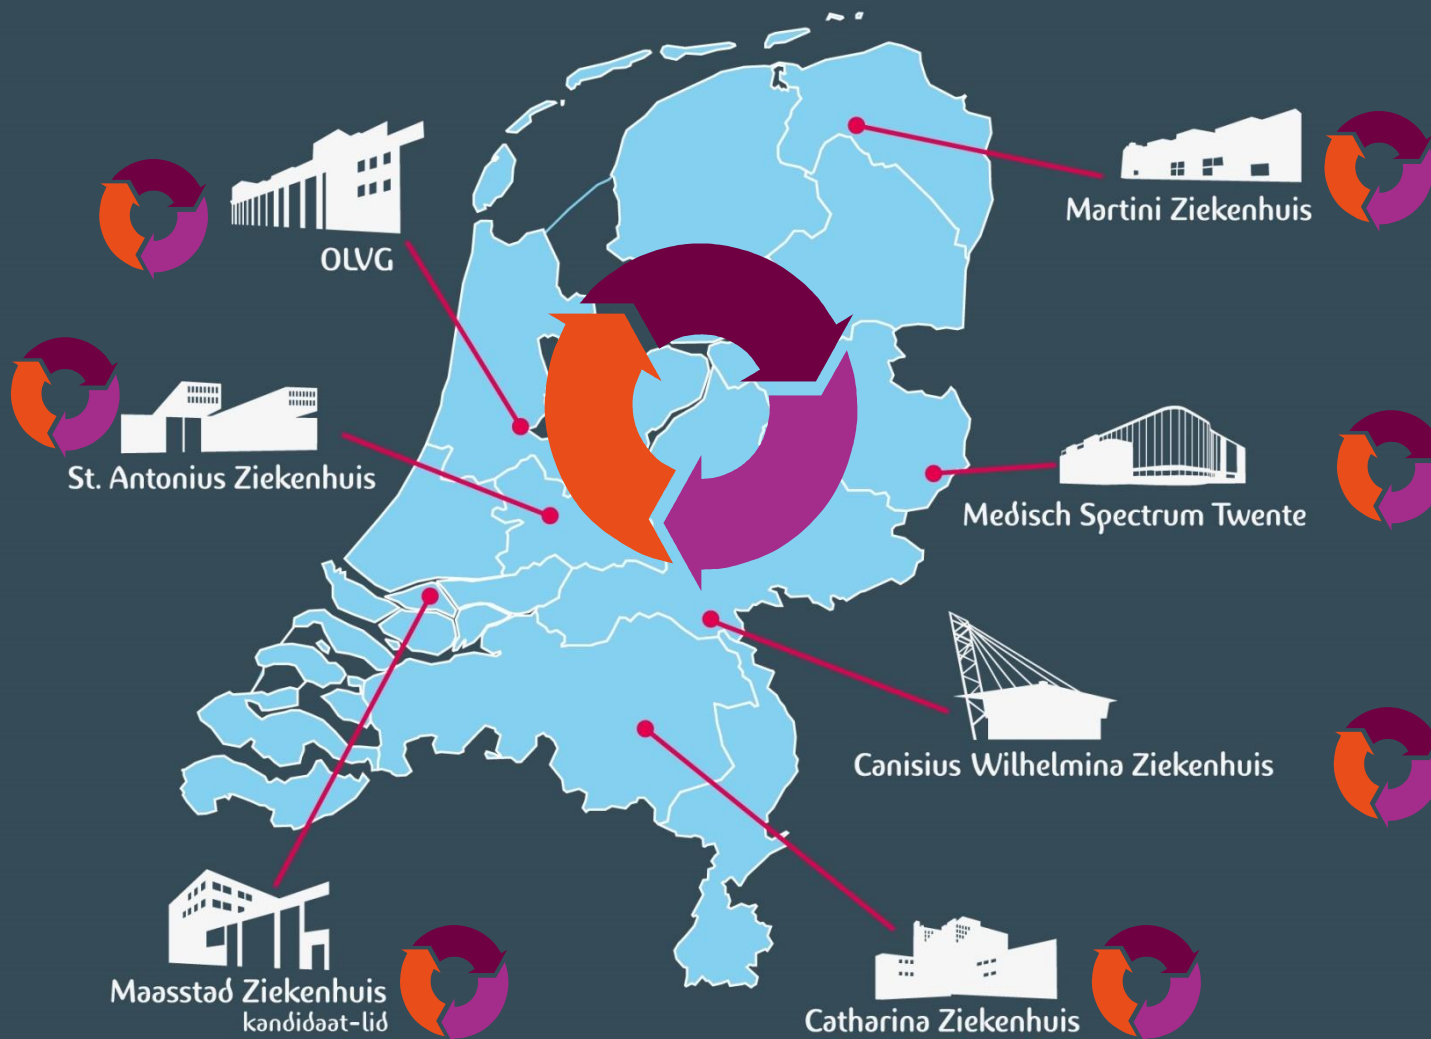 OLVG
Martini Ziekenhuis
St. Antonius Ziekenhuis
Medisch Spectrum Twente
Canisius Wilhelmina Ziekenhuis
Maasstad Ziekenhuis
kandidaat-lid
Catharina Ziekenhuis